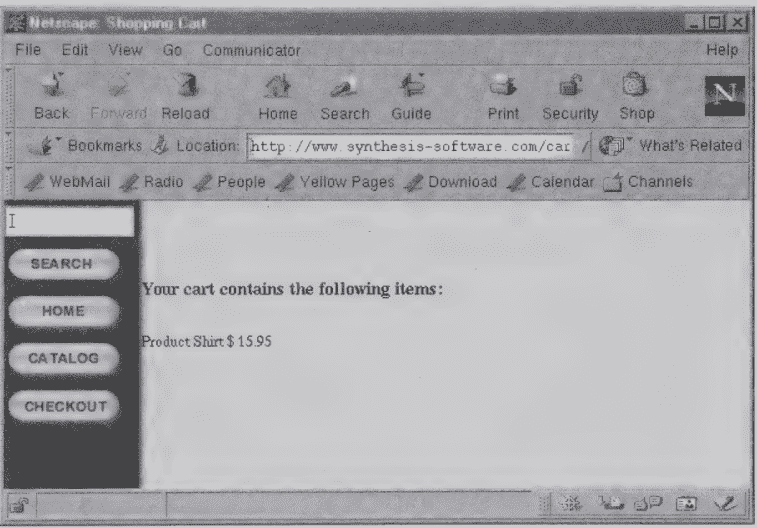 Netscape: Shopping Cart
File Edit View Go Communicator Help
Back Forward Reload Home Search Guide Print Security Shop
N
Bookmarks Location: http://www.synthesis-software.com/car / What's Related
WebMail Radio People Yellow Pages Download Calendar Channels
SEARCH
Your cart contains the following items:
HOME
Product Shirt $ 15.95
CATALOG
CHECKOUT